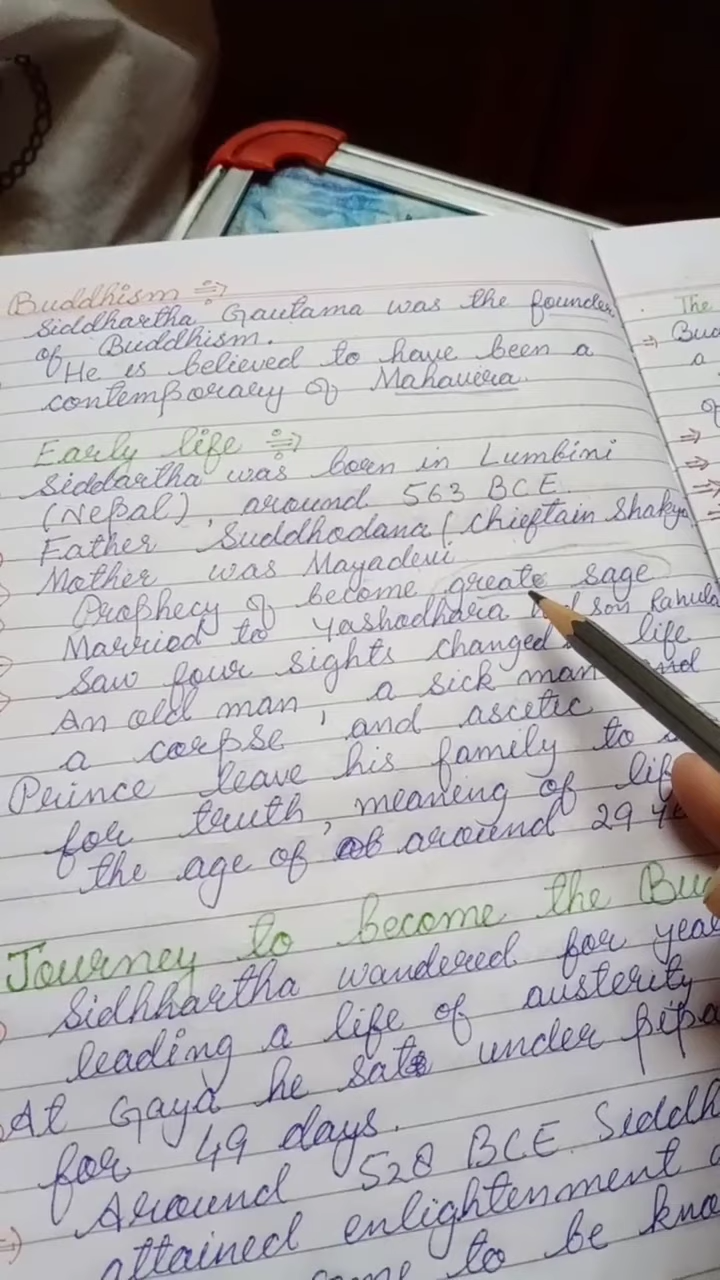 Buddhism ⇒
Siddhartha Gautama was the founder
of Buddhism.
He is believed to have been a
contemporary of Mahavira.
Early life ⇒
Siddartha was born in Lumbini
(Nepal), around 563 BCE
Father Suddhodana (Chieftain Shakya
Mother was Mayadevi
Prophecy of become greate sage
Married to Yashodhara son Rahula
Saw four sights changed life
An old man, a sick man and
a corpse and ascetic
Prince leave his family to
for truth, meaning of
the age of around 29
Journey to become the
Sidhhartha wandered for
leading a life of austerity
At Gaya he sat under
for 49 days.
Around 528 BCE
attained enlightenment
to be
The
⇒
a
of
⇒
⇒
⇒